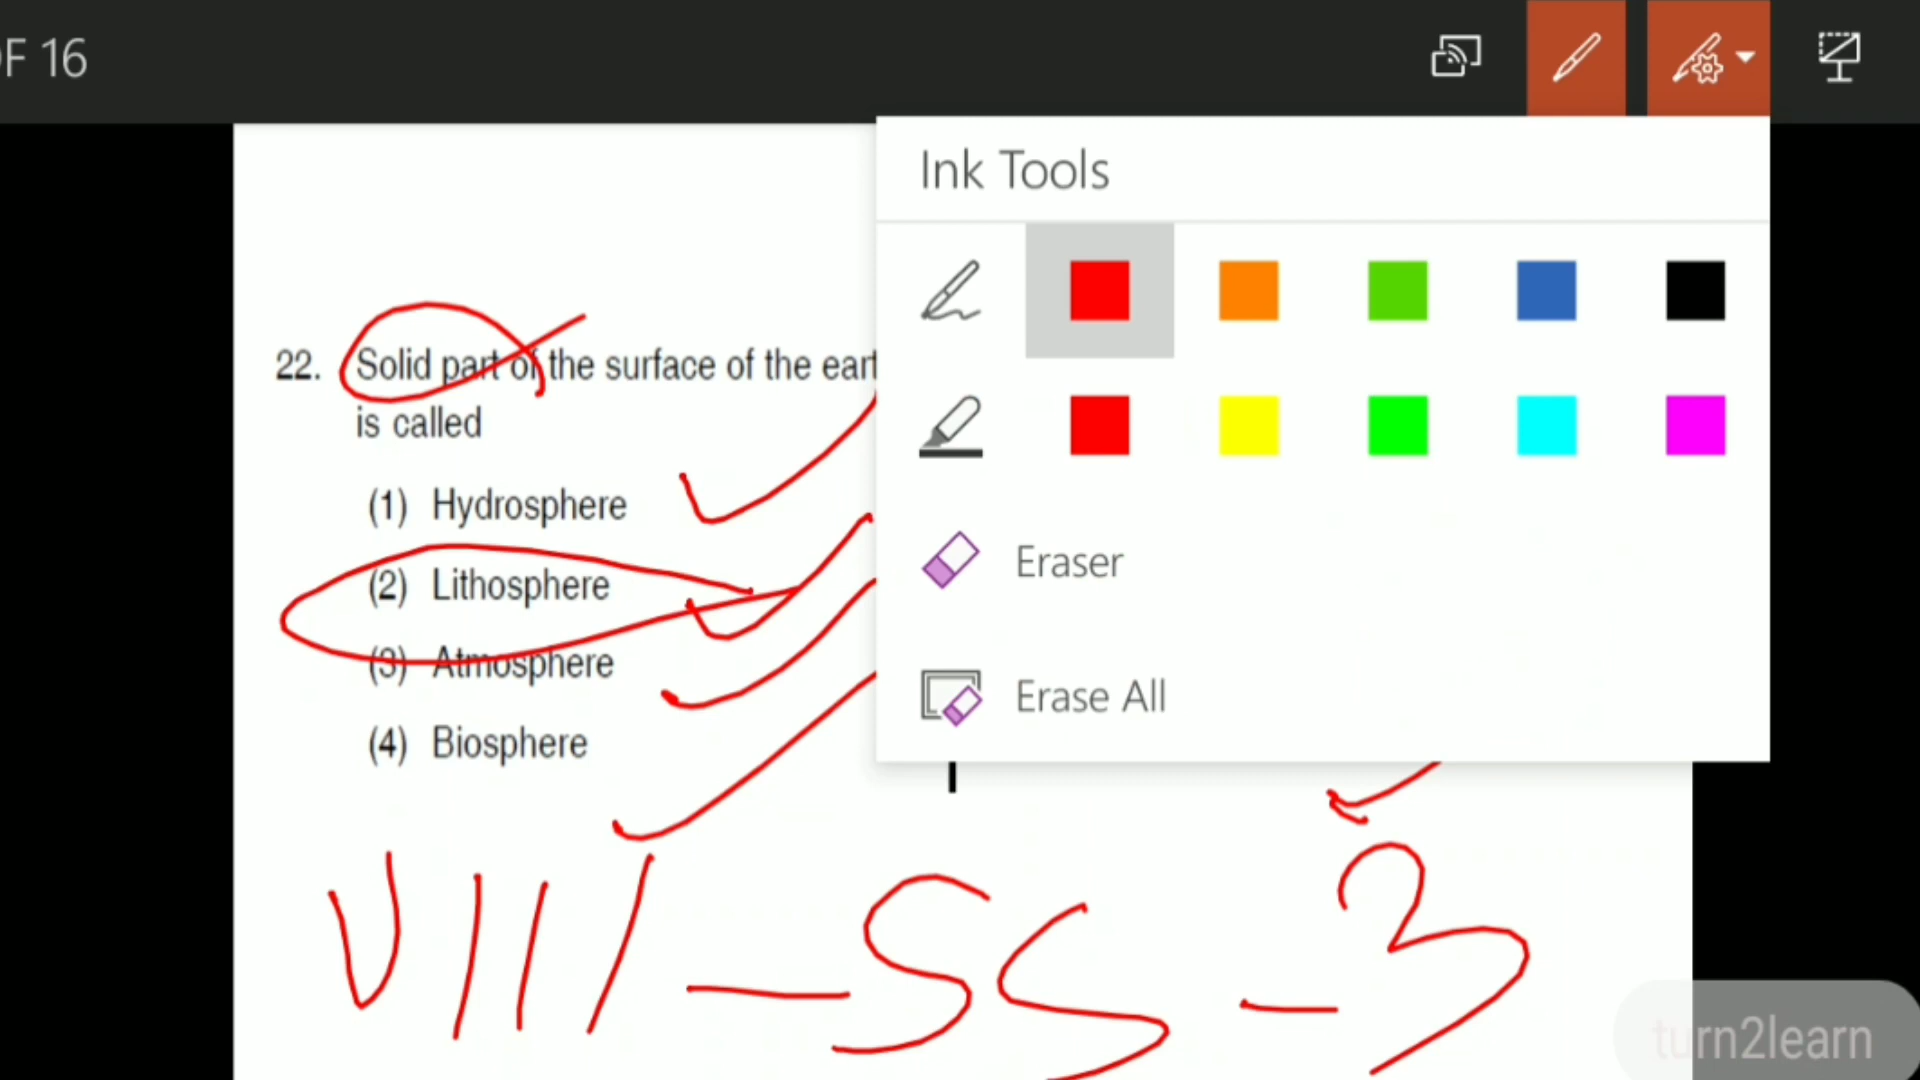 F 16
Ink Tools
22. Solid part of the surface of the eart
is called
(1) Hydrosphere
(2) Lithosphere
(3) Atmosphere
(4) Biosphere
Eraser
Erase All
VIII - SS - 3
turn2learn